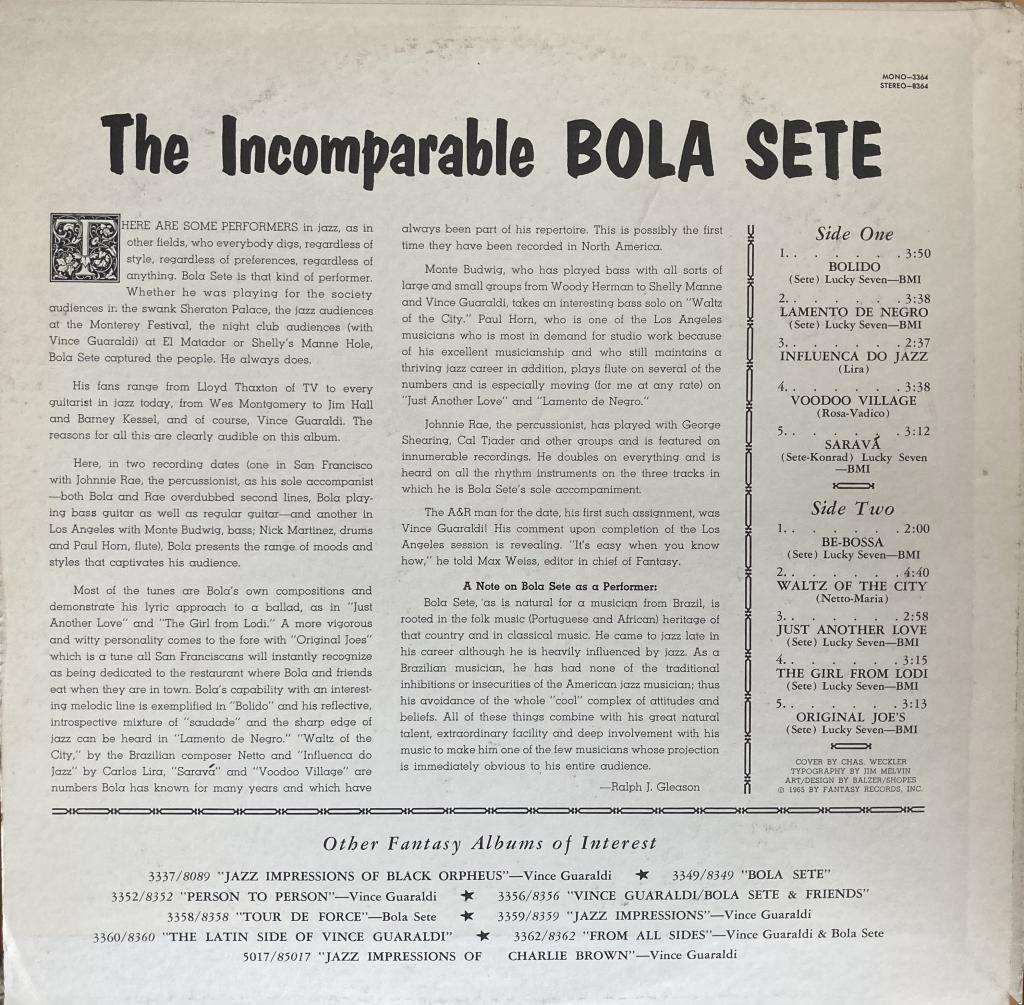 MONO—3364
STEREO—8364
The Incomparable BOLA SETE
THERE ARE SOME PERFORMERS in jazz, as in
other fields, who everybody digs, regardless of
style, regardless of preferences, regardless of
anything. Bola Sete is that kind of performer.
Whether he was playing for the society
audiences in the swank Sheraton Palace, the jazz audiences
at the Monterey Festival, the night club audiences (with
Vince Guaraldi) at El Matador or Shelly's Manne Hole,
Bola Sete captured the people. He always does.
His fans range from Lloyd Thaxton of TV to every
guitarist in jazz today, from Wes Montgomery to Jim Hall
and Barney Kessel, and of course, Vince Guaraldi. The
reasons for all this are clearly audible on this album.
Here, in two recording dates (one in San Francisco
with Johnnie Rae, the percussionist, as his sole accompanist
—both Bola and Rae overdubbed second lines, Bola play-
ing bass guitar as well as regular guitar—and another in
Los Angeles with Monte Budwig, bass; Nick Martinez, drums
and Paul Horn, flute), Bola presents the range of moods and
styles that captivates his audience.
Most of the tunes are Bola's own compositions and
demonstrate his lyric approach to a ballad, as in "Just
Another Love" and "The Girl from Lodi." A more vigorous
and witty personality comes to the fore with "Original Joes"
which is a tune all San Franciscans will instantly recognize
as being dedicated to the restaurant where Bola and friends
eat when they are in town. Bola's capability with an interest-
ing melodic line is exemplified in "Bolido" and his reflective,
introspective mixture of "saudade" and the sharp edge of
jazz can be heard in "Lamento de Negro." "Waltz of the
City," by the Brazilian composer Netto and "Influenca do
Jazz" by Carlos Lira, "Saravá" and "Voodoo Village" are
numbers Bola has known for many years and which have
always been part of his repertoire. This is possibly the first
time they have been recorded in North America.
Monte Budwig, who has played bass with all sorts of
large and small groups from Woody Herman to Shelly Manne
and Vince Guaraldi, takes an interesting bass solo on "Waltz
of the City." Paul Horn, who is one of the Los Angeles
musicians who is most in demand for studio work because
of his excellent musicianship and who still maintains a
thriving jazz career in addition, plays flute on several of the
numbers and is especially moving (for me at any rate) on
"Just Another Love" and "Lamento de Negro."
Johnnie Rae, the percussionist, has played with George
Shearing, Cal Tjader and other groups and is featured on
innumerable recordings. He doubles on everything and is
heard on all the rhythm instruments on the three tracks in
which he is Bola Sete's sole accompaniment.
The A&R man for the date, his first such assignment, was
Vince Guaraldi! His comment upon completion of the Los
Angeles session is revealing. "It's easy when you know
how," he told Max Weiss, editor in chief of Fantasy.
A Note on Bola Sete as a Performer:
Bola Sete, as is natural for a musician from Brazil, is
rooted in the folk music (Portuguese and African) heritage of
that country and in classical music. He came to jazz late in
his career although he is heavily influenced by jazz. As a
Brazilian musician, he has had none of the traditional
inhibitions or insecurities of the American jazz musician; thus
his avoidance of the whole "cool" complex of attitudes and
beliefs. All of these things combine with his great natural
talent, extraordinary facility and deep involvement with his
music to make him one of the few musicians whose projection
is immediately obvious to his entire audience.
—Ralph J. Gleason
Side One
1. . . . . . . 3:50
BOLIDO
(Sete) Lucky Seven—BMI
2. . . . . . . 3:38
LAMENTO DE NEGRO
(Sete) Lucky Seven—BMI
3. . . . . . . 2:37
INFLUENCA DO JAZZ
(Lira)
4. . . . . . . 3:38
VOODOO VILLAGE
(Rosa-Vadico)
5. . . . . . . 3:12
SARAVÁ
(Sete-Konrad) Lucky Seven
—BMI
Side Two
1. . . . . . . 2:00
BE-BOSSA
(Sete) Lucky Seven—BMI
2. . . . . . . 4:40
WALTZ OF THE CITY
(Netto-Maria)
3. . . . . . . 2:58
JUST ANOTHER LOVE
(Sete) Lucky Seven—BMI
4. . . . . . . 3:15
THE GIRL FROM LODI
(Sete) Lucky Seven—BMI
5. . . . . . . 3:13
ORIGINAL JOE'S
(Sete) Lucky Seven—BMI
COVER BY CHAS. WECKLER
TYPOGRAPHY BY JIM MELVIN
ART/DESIGN BY BALZER/SHOPES
© 1965 BY FANTASY RECORDS, INC.
Other Fantasy Albums of Interest
3337/8089 "JAZZ IMPRESSIONS OF BLACK ORPHEUS"—Vince Guaraldi ★ 3349/8349 "BOLA SETE"
3352/8352 "PERSON TO PERSON"—Vince Guaraldi ★ 3356/8356 "VINCE GUARALDI/BOLA SETE & FRIENDS"
3358/8358 "TOUR DE FORCE"—Bola Sete ★ 3359/8359 "JAZZ IMPRESSIONS"—Vince Guaraldi
3360/8360 "THE LATIN SIDE OF VINCE GUARALDI" ★ 3362/8362 "FROM ALL SIDES"—Vince Guaraldi & Bola Sete
5017/85017 "JAZZ IMPRESSIONS OF CHARLIE BROWN"—Vince Guaraldi